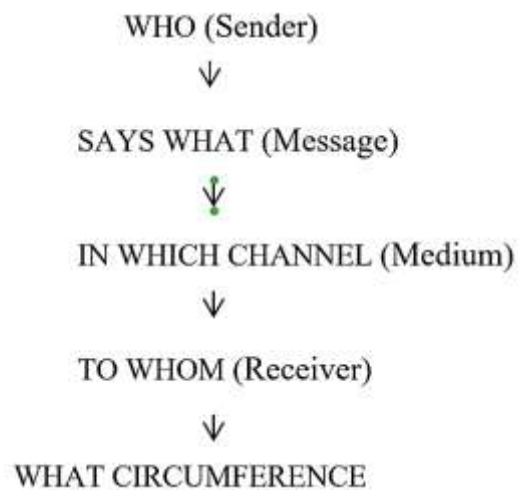 WHO (Sender)
SAYS WHAT (Message)
IN WHICH CHANNEL (Medium)
TO WHOM (Receiver)
WHAT CIRCUMFERENCE